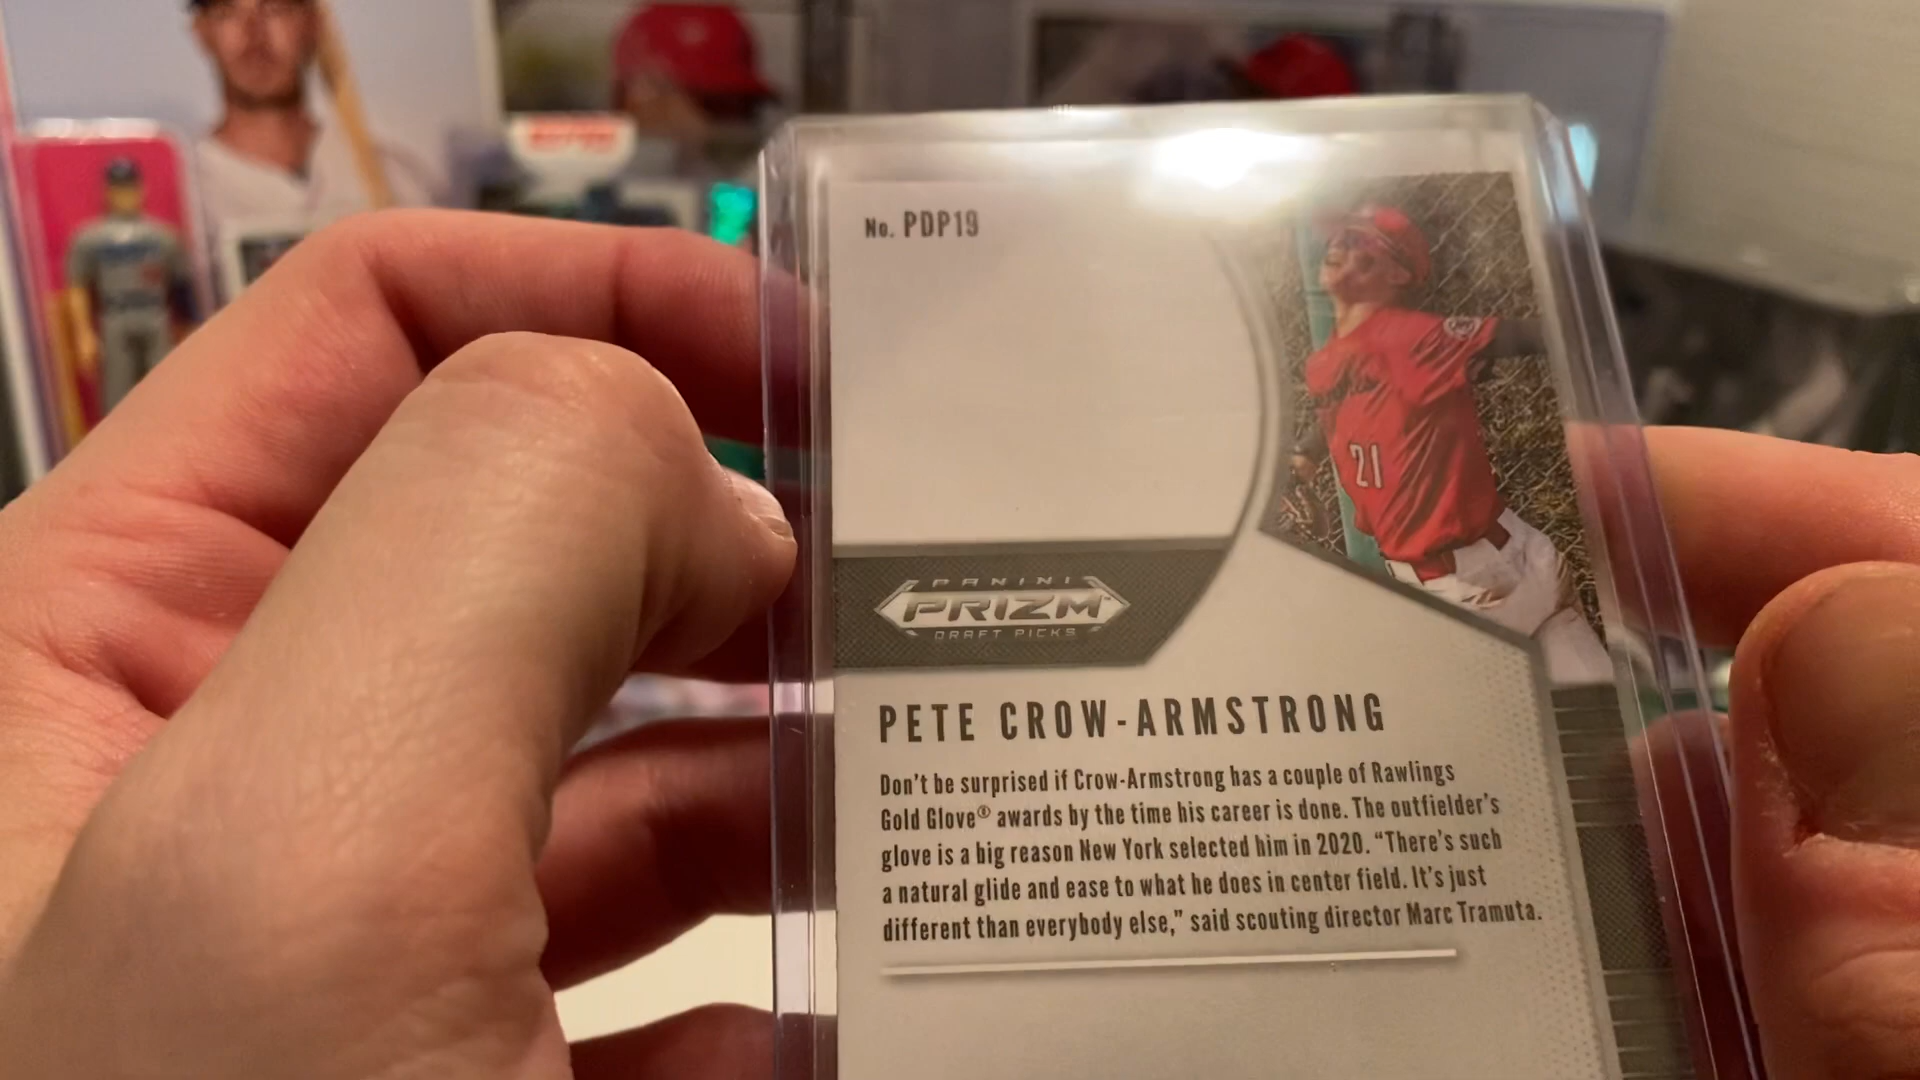 No. PDP19
21
PANINI
PRIZM
DRAFT PICKS
PETE CROW-ARMSTRONG
Don't be surprised if Crow-Armstrong has a couple of Rawlings
Gold Glove® awards by the time his career is done. The outfielder's
glove is a big reason New York selected him in 2020. “There's such
a natural glide and ease to what he does in center field. It's just
different than everybody else,” said scouting director Marc Tramuta.